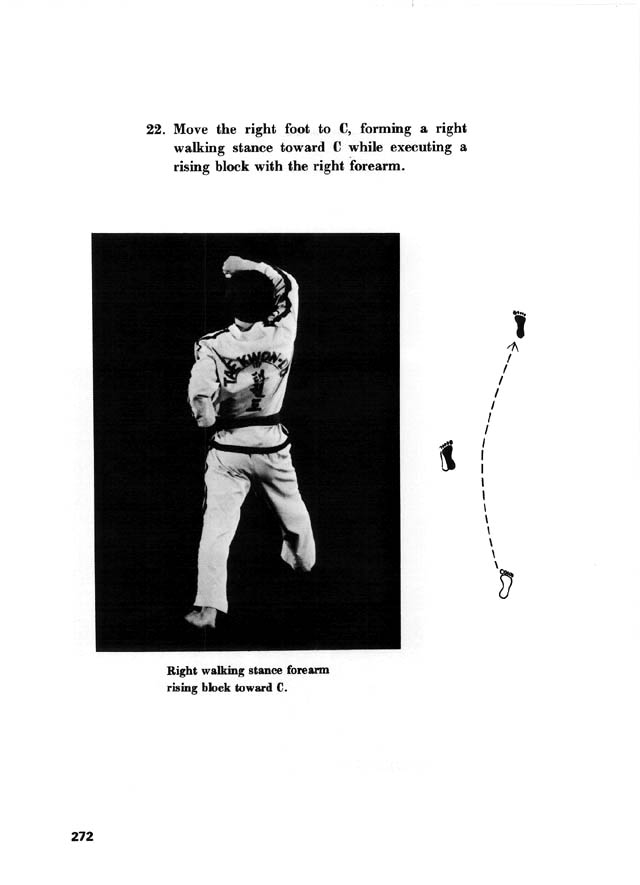 22. Move the right foot to C, forming a right
walking stance toward C while executing a
rising block with the right forearm.
TAEKWON-DO
Right walking stance forearm
rising block toward C.
272